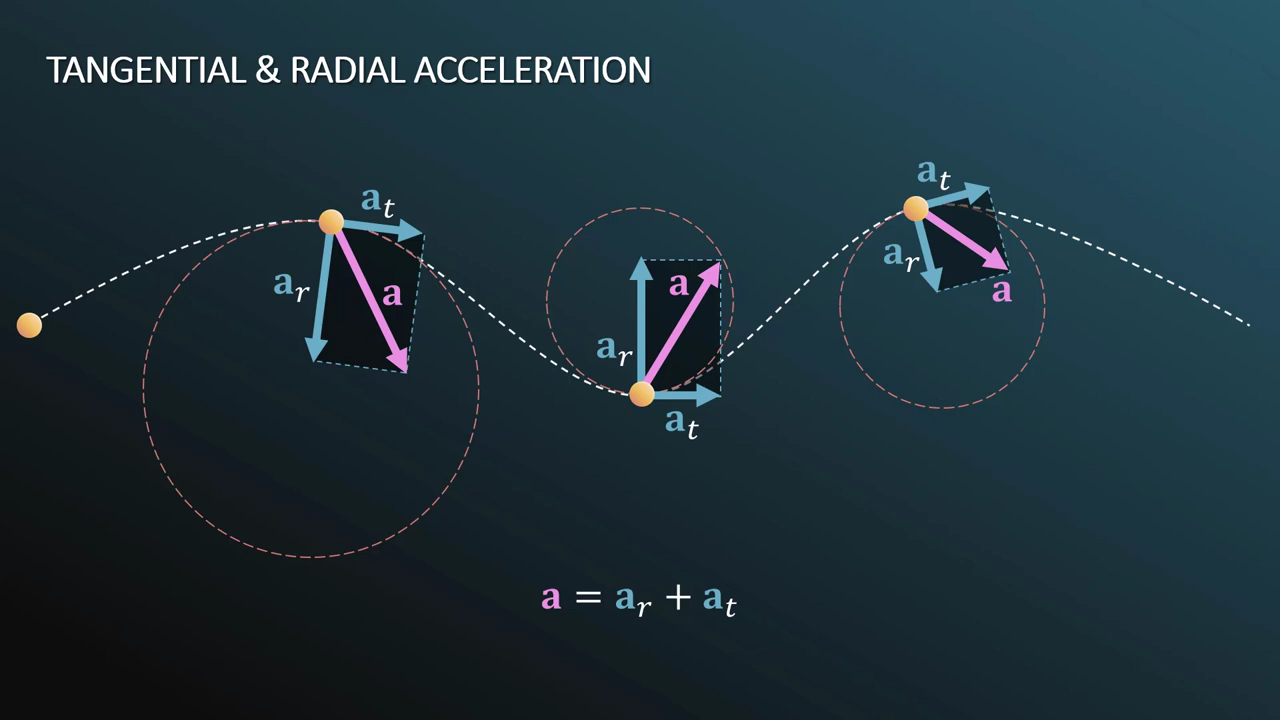 TANGENTIAL & RADIAL ACCELERATION
a_t
a_r
a
a
a_r
a_t
a_t
a_r
a
a = a_r + a_t